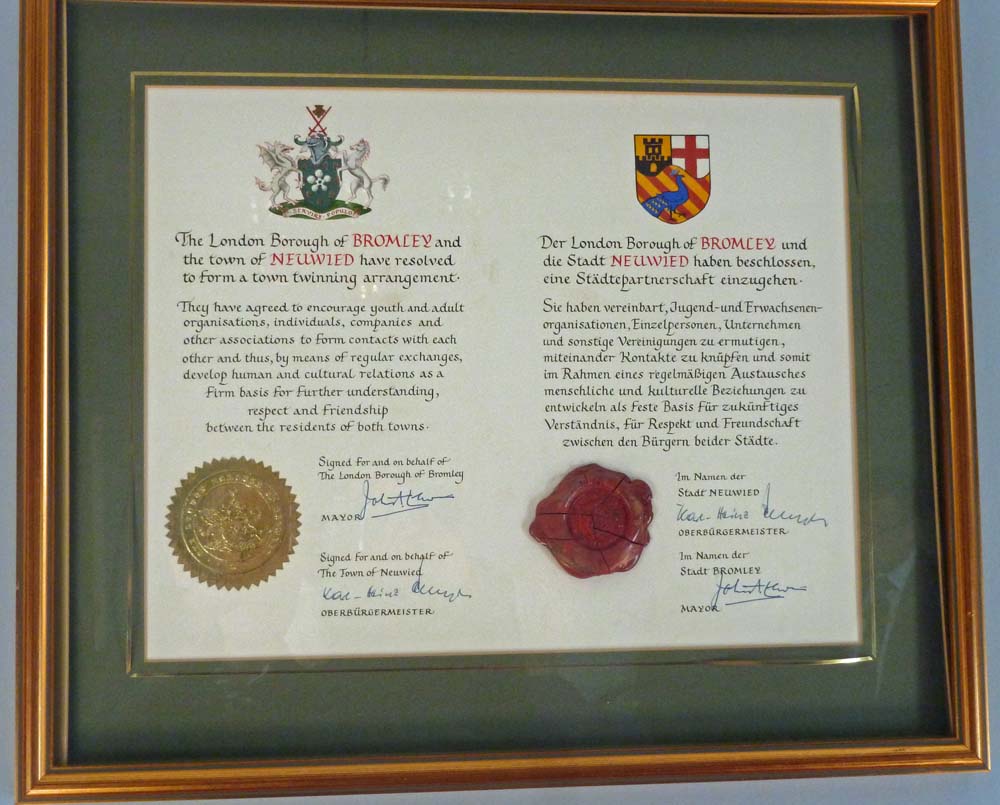 SERVIRE POPULO
The London Borough of BROMLEY and
the town of NEUWIED have resolved
to form a town twinning arrangement.
They have agreed to encourage youth and adult
organisations, individuals, companies and
other associations to form contacts with each
other and thus, by means of regular exchanges,
develop human and cultural relations as a
firm basis for further understanding,
respect and friendship
between the residents of both towns.
Signed for and on behalf of
The London Borough of Bromley
MAYOR
Signed for and on behalf of
The Town of Neuwied
Karl-Heinz
OBERBÜRGERMEISTER
Der London Borough of BROMLEY und
die Stadt NEUWIED haben beschlossen,
eine Städtepartnerschaft einzugehen.
Sie haben vereinbart, Jugend- und Erwachsenen-
organisationen, Einzelpersonen, Unternehmen
und sonstige Vereinigungen zu ermutigen,
miteinander Kontakte zu knüpfen und somit
im Rahmen eines regelmäßigen Austausches
menschliche und kulturelle Beziehungen zu
entwickeln als feste Basis für zukünftiges
Verständnis, für Respekt und Freundschaft
zwischen den Bürgern beider Städte.
Im Namen der
Stadt NEUWIED
Karl-Heinz
OBERBÜRGERMEISTER
Im Namen der
Stadt BROMLEY
MAYOR